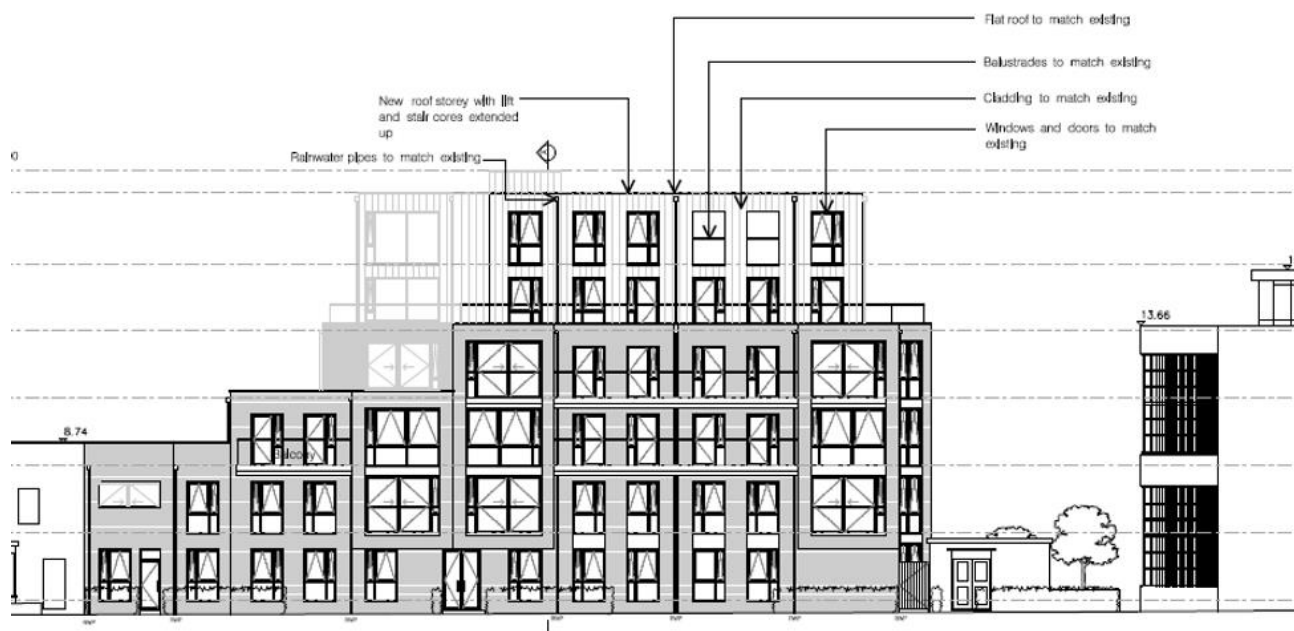 Flat roof to match existing
Balustrades to match existing
Cladding to match existing
Windows and doors to match
existing
New roof storey with lift
and stair cores extended
up
Rainwater pipes to match existing
13.66
8.74
Balcony